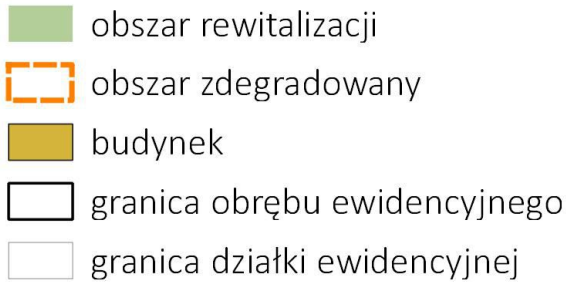 obszar rewitalizacji
obszar zdegradowany
budynek
granica obrębu ewidencyjnego
granica działki ewidencyjnej